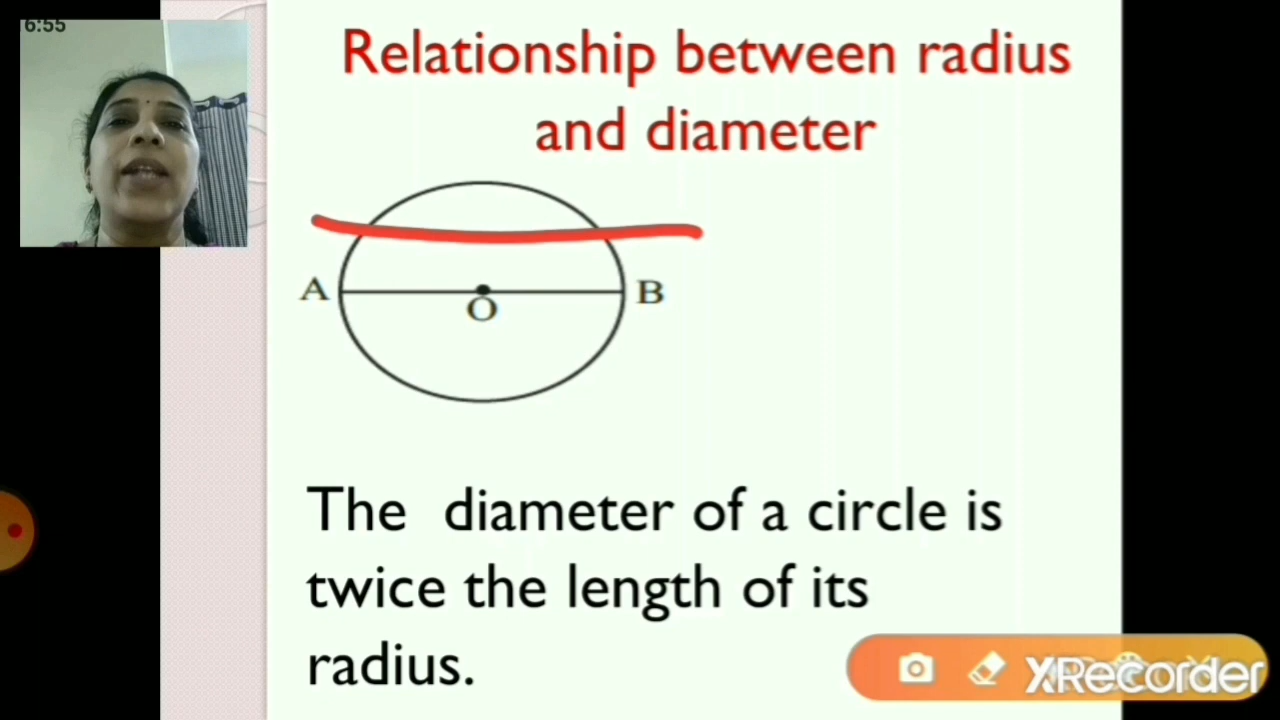 6:55
Relationship between radius
and diameter
A
B
O
The diameter of a circle is
twice the length of its
radius.
XRecorder